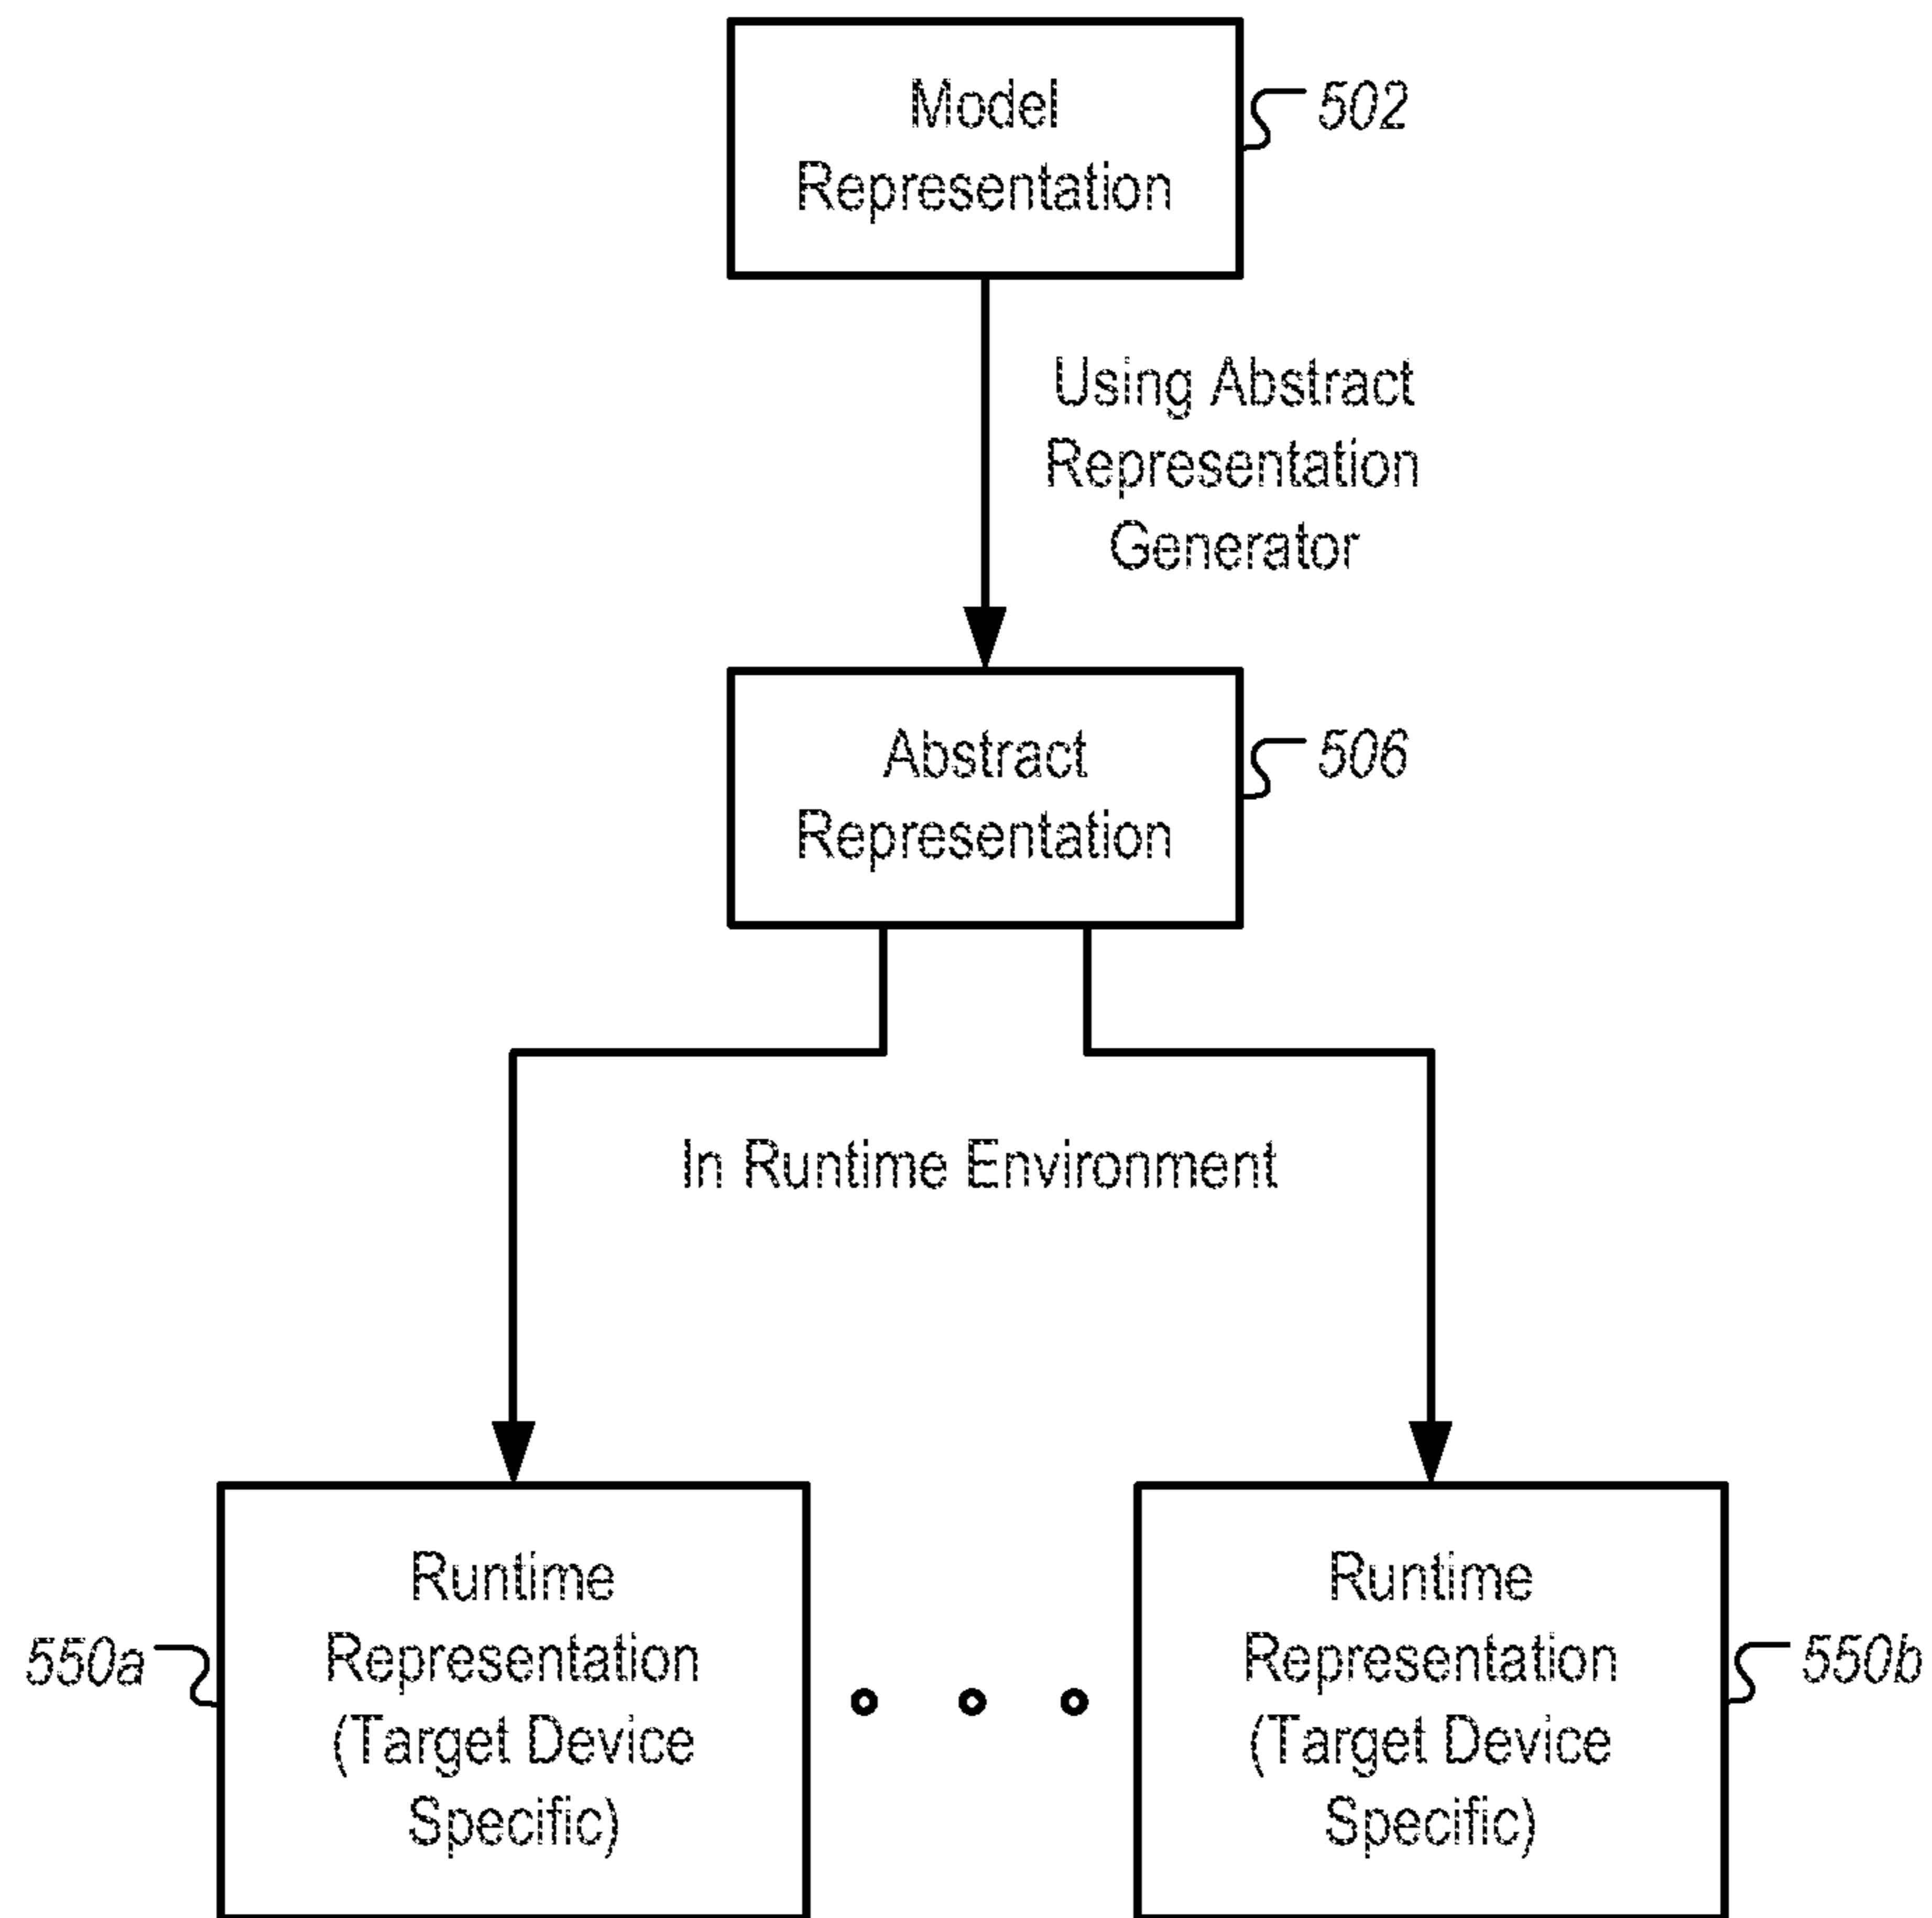 Model
Representation
502
Using Abstract
Representation
Generator
Abstract
Representation
506
In Runtime Environment
Runtime
Representation
(Target Device
Specific)
550a
Runtime
Representation
(Target Device
Specific)
550b